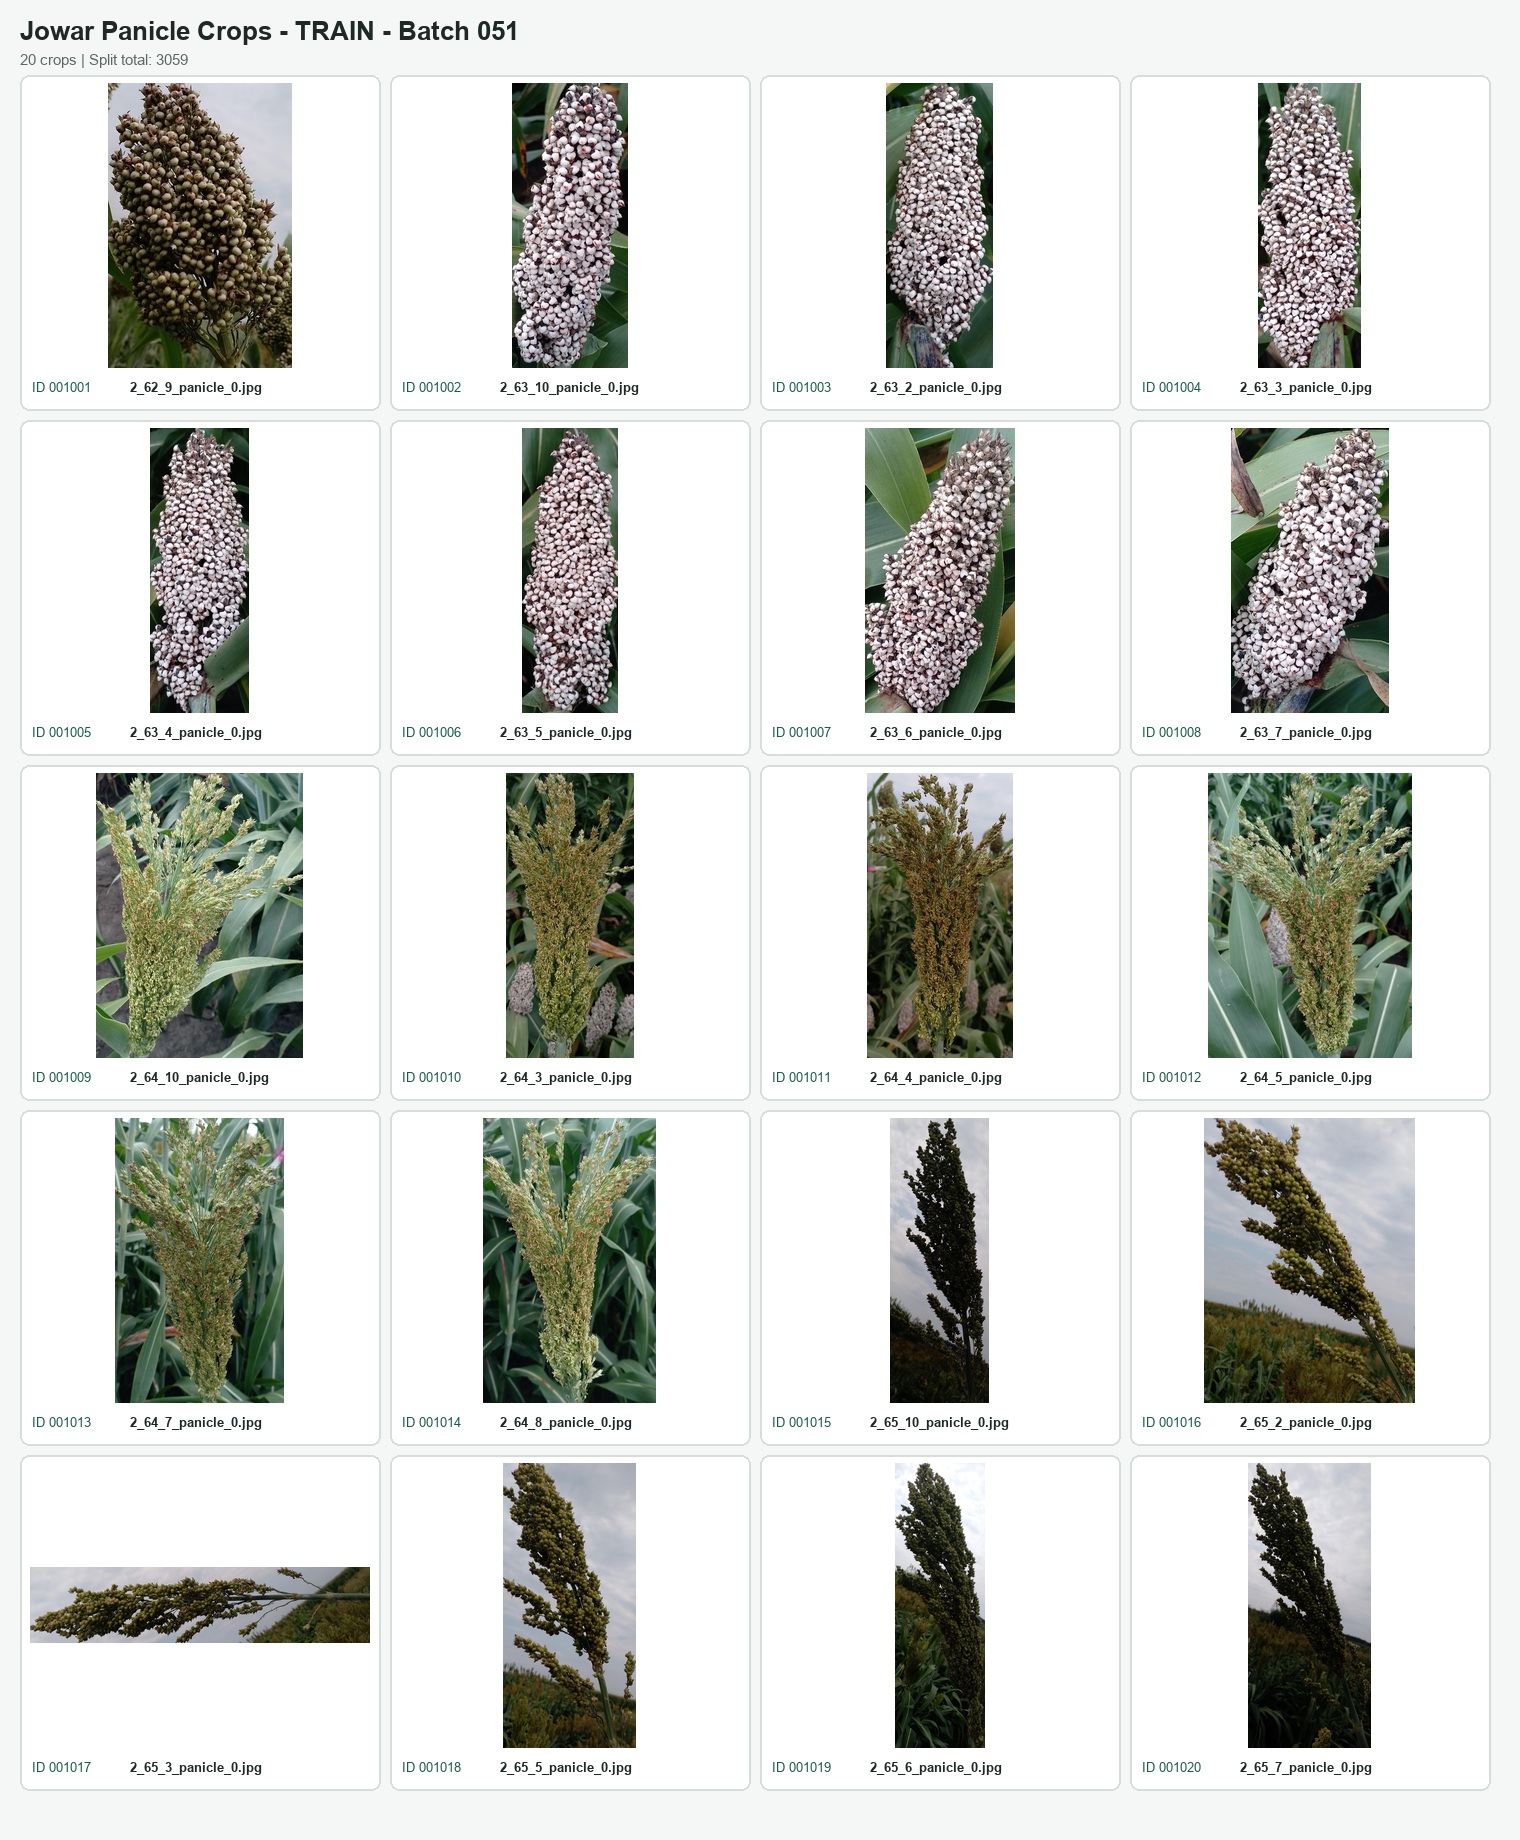 Jowar Panicle Crops - TRAIN - Batch 051
20 crops | Split total: 3059
ID 001001 2_62_9_panicle_0.jpg
ID 001002 2_63_10_panicle_0.jpg
ID 001003 2_63_2_panicle_0.jpg
ID 001004 2_63_3_panicle_0.jpg
ID 001005 2_63_4_panicle_0.jpg
ID 001006 2_63_5_panicle_0.jpg
ID 001007 2_63_6_panicle_0.jpg
ID 001008 2_63_7_panicle_0.jpg
ID 001009 2_64_10_panicle_0.jpg
ID 001010 2_64_3_panicle_0.jpg
ID 001011 2_64_4_panicle_0.jpg
ID 001012 2_64_5_panicle_0.jpg
ID 001013 2_64_7_panicle_0.jpg
ID 001014 2_64_8_panicle_0.jpg
ID 001015 2_65_10_panicle_0.jpg
ID 001016 2_65_2_panicle_0.jpg
ID 001017 2_65_3_panicle_0.jpg
ID 001018 2_65_5_panicle_0.jpg
ID 001019 2_65_6_panicle_0.jpg
ID 001020 2_65_7_panicle_0.jpg